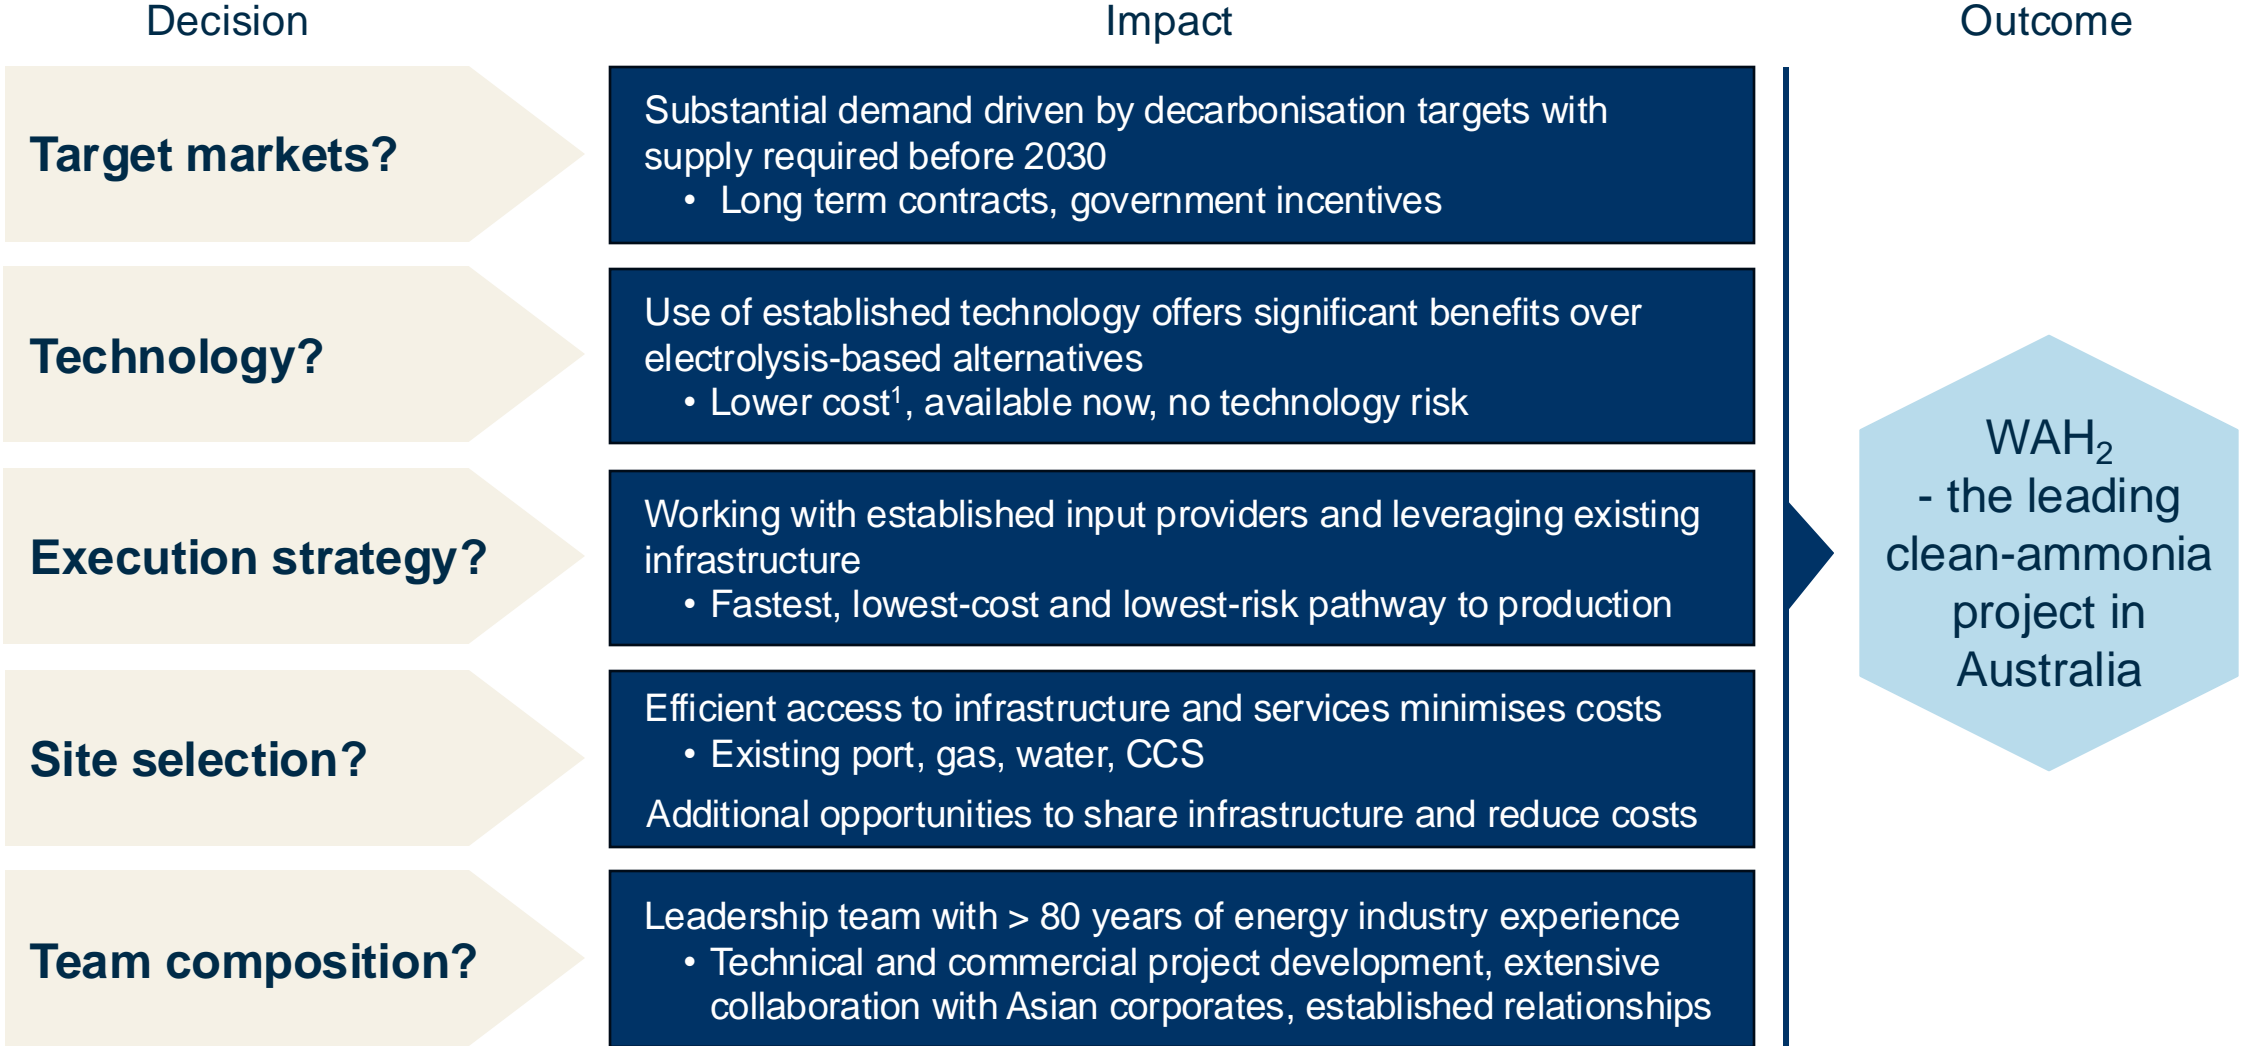 Decision
Impact
Outcome
Target markets?
Substantial demand driven by decarbonisation targets with
supply required before 2030
• Long term contracts, government incentives
Technology?
Use of established technology offers significant benefits over
electrolysis-based alternatives
• Lower cost¹, available now, no technology risk
Execution strategy?
Working with established input providers and leveraging existing
infrastructure
• Fastest, lowest-cost and lowest-risk pathway to production
Site selection?
Efficient access to infrastructure and services minimises costs
• Existing port, gas, water, CCS
Additional opportunities to share infrastructure and reduce costs
Team composition?
Leadership team with > 80 years of energy industry experience
• Technical and commercial project development, extensive
collaboration with Asian corporates, established relationships
WAH₂
- the leading
clean-ammonia
project in
Australia